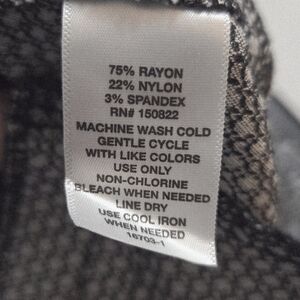 75% RAYON
22% NYLON
3% SPANDEX
RN# 150822
MACHINE WASH COLD
GENTLE CYCLE
WITH LIKE COLORS
USE ONLY
NON-CHLORINE
BLEACH WHEN NEEDED
LINE DRY
USE COOL IRON
WHEN NEEDED
16703-1